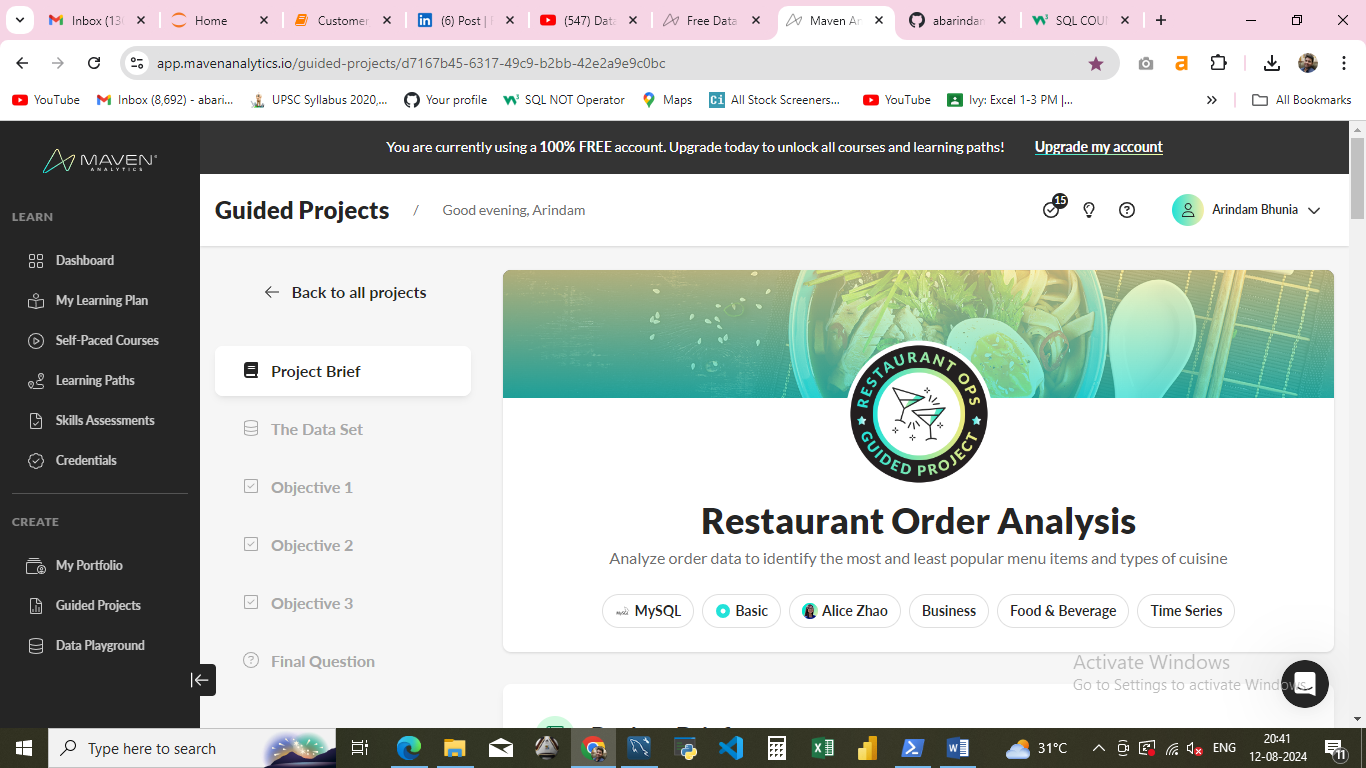 Inbox (130
Home
Customer
(6) Post | F
(547) Data
Free Data
Maven An
abarindam
SQL COUN
app.mavenanalytics.io/guided-projects/d7167b45-6317-49c9-b2bb-42e2a9e9c0bc
YouTube
Inbox (8,692) - abari...
UPSC Syllabus 2020,...
Your profile
SQL NOT Operator
Maps
All Stock Screeners...
YouTube
Ivy: Excel 1-3 PM |...
All Bookmarks
MAVEN
ANALYTICS
You are currently using a 100% FREE account. Upgrade today to unlock all courses and learning paths!
Upgrade my account
Guided Projects / Good evening, Arindam
15
Arindam Bhunia
LEARN
Dashboard
My Learning Plan
Self-Paced Courses
Learning Paths
Skills Assessments
Credentials
CREATE
My Portfolio
Guided Projects
Data Playground
Back to all projects
Project Brief
The Data Set
Objective 1
Objective 2
Objective 3
Final Question
RESTAURANT OPS
GUIDED PROJECT
Restaurant Order Analysis
Analyze order data to identify the most and least popular menu items and types of cuisine
MySQL
Basic
Alice Zhao
Business
Food & Beverage
Time Series
Activate Windows
Go to Settings to activate Windows.
Type here to search
31°C
ENG
20:41
12-08-2024
11